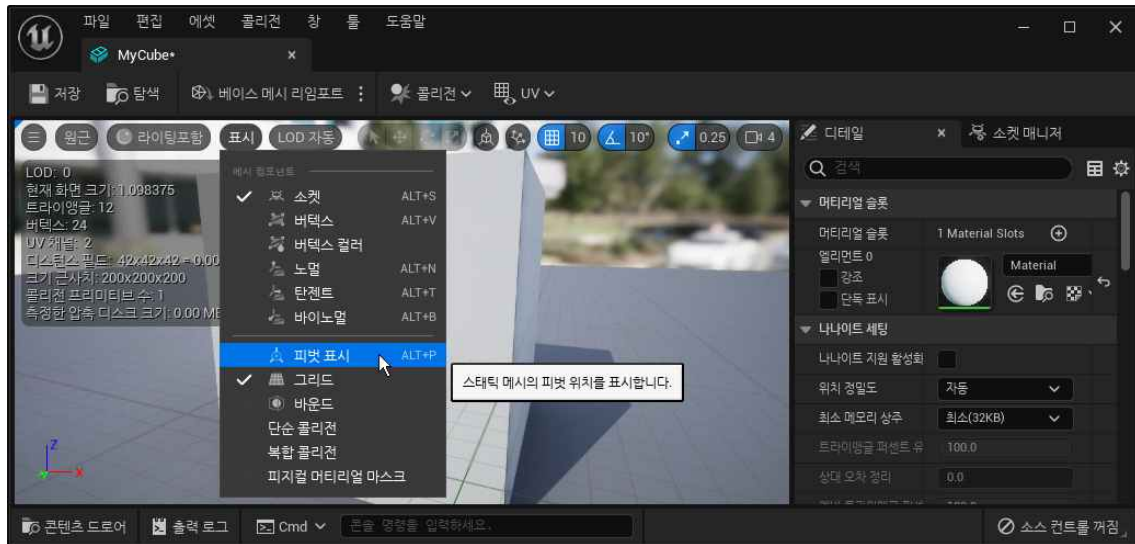 파일 편집 에셋 콜리전 창 툴 도움말
MyCube*
저장 탐색 베이스 메시 리임포트 콜리전 UV
원근 라이팅포함 표시 LOD 자동 10 10° 0.25 4
LOD: 0
현재 화면 크기: 1.098375
트라이앵글: 12
버텍스: 24
UV 채널: 2
디스턴스 필드: 42x42x42 = 0.00
크기 근사치: 200x200x200
콜리전 프리미티브 수: 1
측정한 압축 디스크 크기: 0.00 MB
메시 컴포넌트
소켓 ALT+S
버텍스 ALT+V
버텍스 컬러
노멀 ALT+N
탄젠트 ALT+T
바이노멀 ALT+B
피벗 표시 ALT+P
그리드
바운드
단순 콜리전
복합 콜리전
피지컬 머티리얼 마스크
스태틱 메시의 피벗 위치를 표시합니다.
Z
X
디테일 소켓 매니저
검색
머티리얼 슬롯
머티리얼 슬롯 1 Material Slots
엘리먼트 0
강조
단독 표시
Material
나나이트 세팅
나나이트 지원 활성화
위치 정밀도 자동
최소 메모리 상주 최소(32KB)
트라이앵글 퍼센트 유 100.0
상대 오차 정리 0.0
콘텐츠 드로어 출력 로그 Cmd 콘솔 명령을 입력하세요.
소스 컨트롤 꺼짐